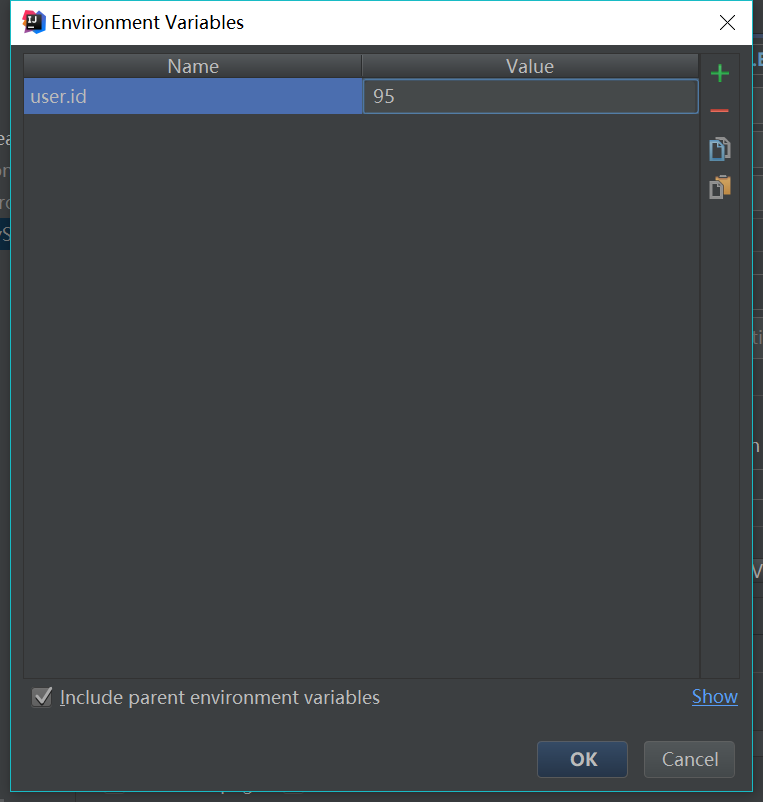 Environment Variables
Name Value
user.id 95
Include parent environment variables Show
OK Cancel